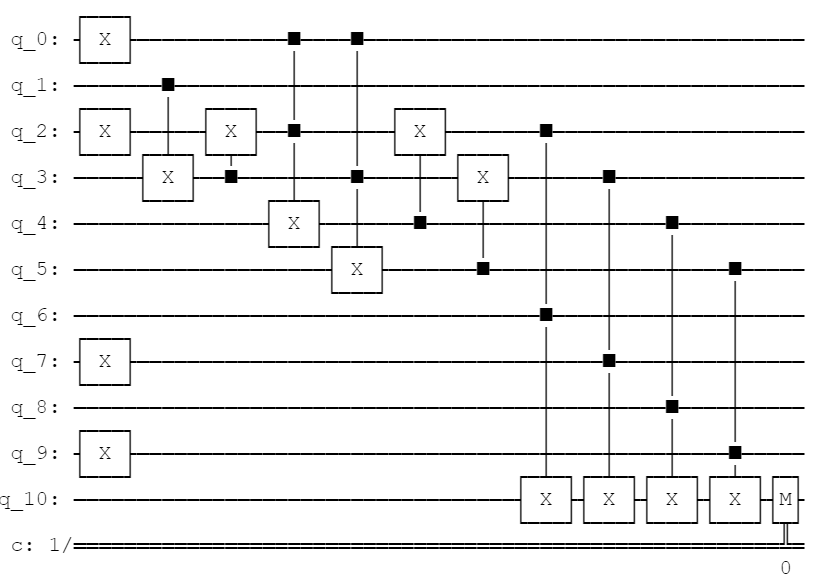 q_0: X
q_1:
q_2: X X X
q_3: X X
q_4: X
q_5: X
q_6:
q_7: X
q_8:
q_9: X
q_10: X X X X M
c: 1/
0